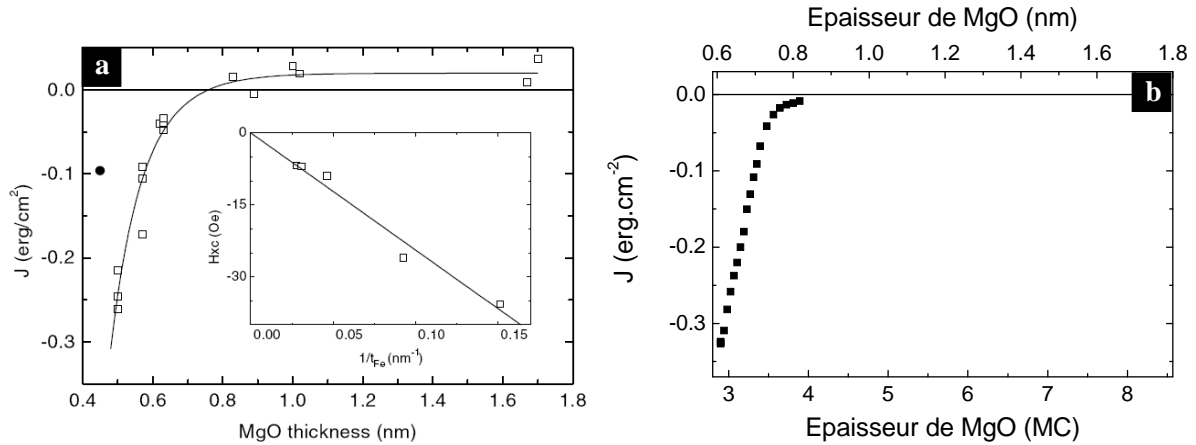 a
0.0
-0.1
-0.2
-0.3
J (erg/cm²)
0.4 0.6 0.8 1.0 1.2 1.4 1.6 1.8
MgO thickness (nm)
0
-15
-30
Hxc (Oe)
0.00 0.05 0.10 0.15
1/t_Fe (nm⁻¹)
Epaisseur de MgO (nm)
0.6 0.8 1.0 1.2 1.4 1.6 1.8
b
0.0
-0.1
-0.2
-0.3
J (erg.cm⁻²)
3 4 5 6 7 8
Epaisseur de MgO (MC)